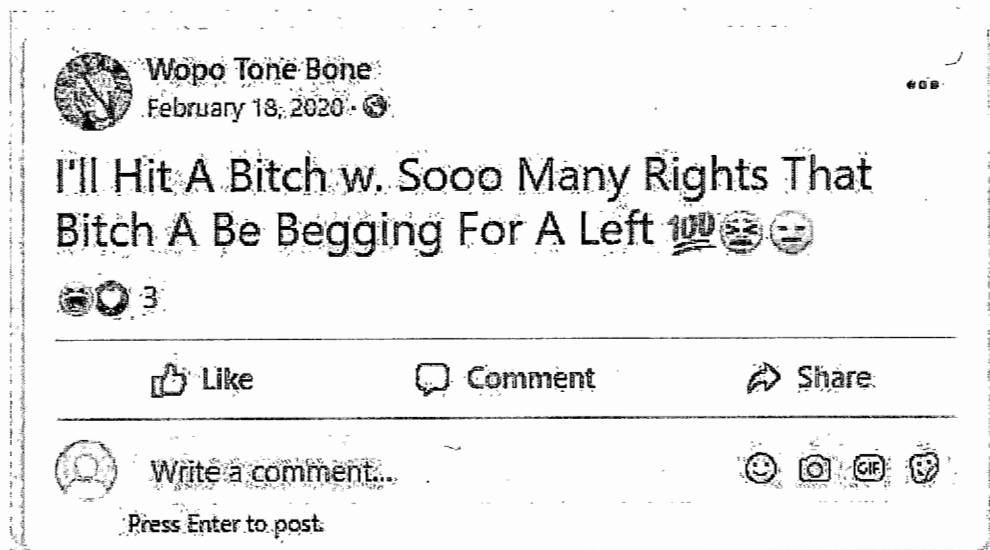 Wopo Tone Bone
February 18, 2020 ·
I'll Hit A Bitch w. Sooo Many Rights That
Bitch A Be Begging For A Left 💯😫😑
3
Like Comment Share
Write a comment... GIF
Press Enter to post.